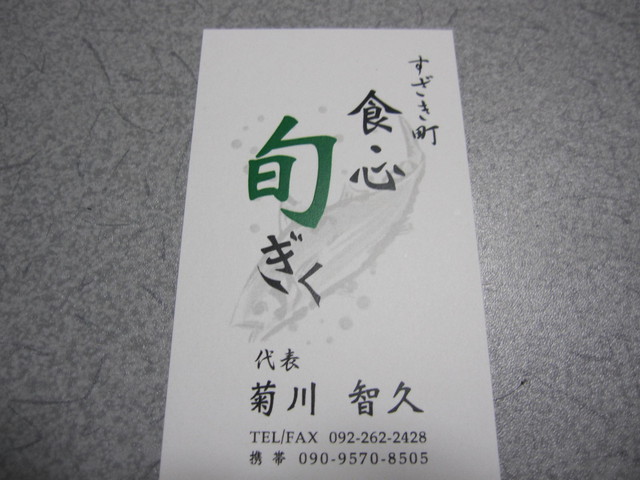 すざき町
食・心
旬ぎく
代表
菊川 智久
TEL/FAX 092-262-2428
携帯 090-9570-8505